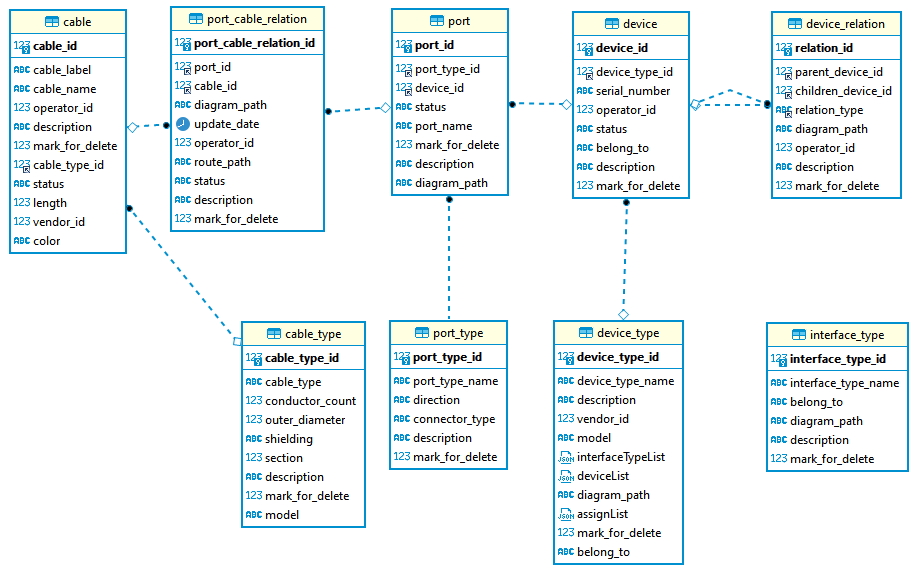 cable
cable_id
cable_label
cable_name
operator_id
description
mark_for_delete
cable_type_id
status
length
vendor_id
color
port_cable_relation
port_cable_relation_id
port_id
cable_id
diagram_path
update_date
operator_id
route_path
status
description
mark_for_delete
port
port_id
port_type_id
device_id
status
port_name
mark_for_delete
description
diagram_path
device
device_id
device_type_id
serial_number
operator_id
status
belong_to
description
mark_for_delete
device_relation
relation_id
parent_device_id
children_device_id
relation_type
diagram_path
operator_id
description
mark_for_delete
cable_type
cable_type_id
cable_type
conductor_count
outer_diameter
shielding
section
description
mark_for_delete
model
port_type
port_type_id
port_type_name
direction
connector_type
description
mark_for_delete
device_type
device_type_id
device_type_name
description
vendor_id
model
interfaceTypeList
deviceList
diagram_path
assignList
mark_for_delete
belong_to
interface_type
interface_type_id
interface_type_name
belong_to
diagram_path
description
mark_for_delete